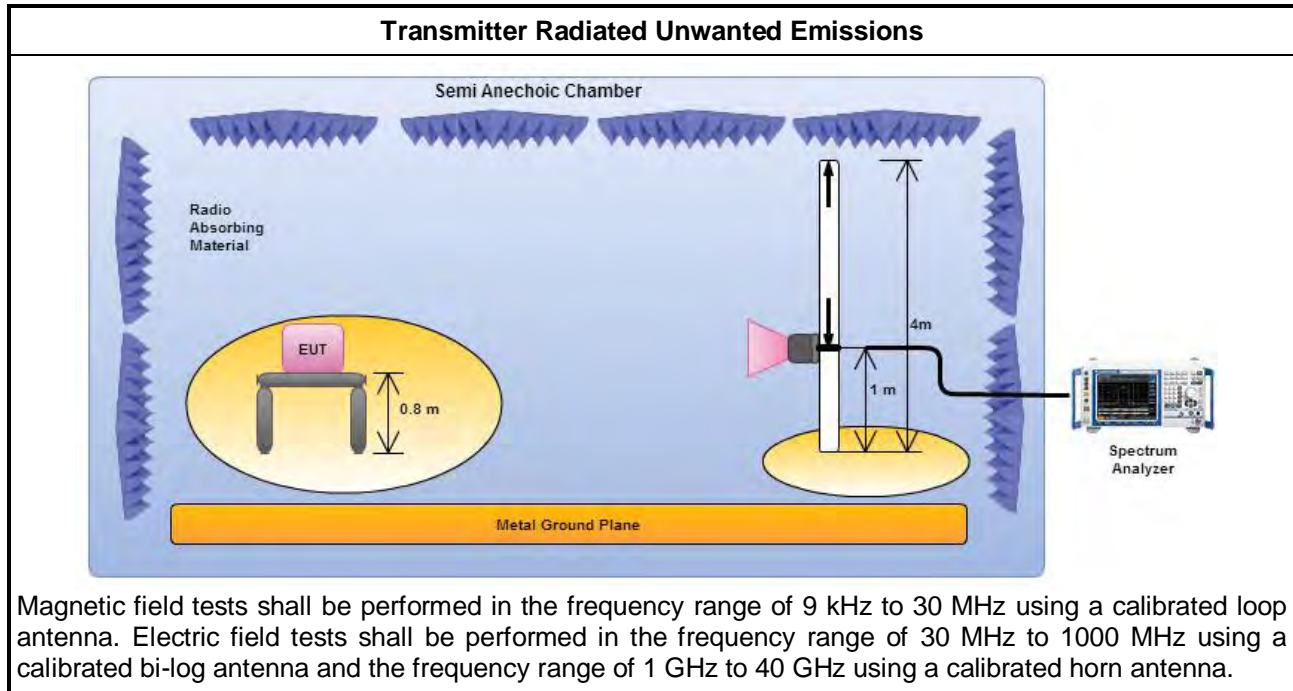 Transmitter Radiated Unwanted Emissions
Semi Anechoic Chamber
Radio
Absorbing
Material
EUT
0.8 m
4m
1 m
Spectrum
Analyzer
Metal Ground Plane
Magnetic field tests shall be performed in the frequency range of 9 kHz to 30 MHz using a calibrated loop
antenna. Electric field tests shall be performed in the frequency range of 30 MHz to 1000 MHz using a
calibrated bi-log antenna and the frequency range of 1 GHz to 40 GHz using a calibrated horn antenna.